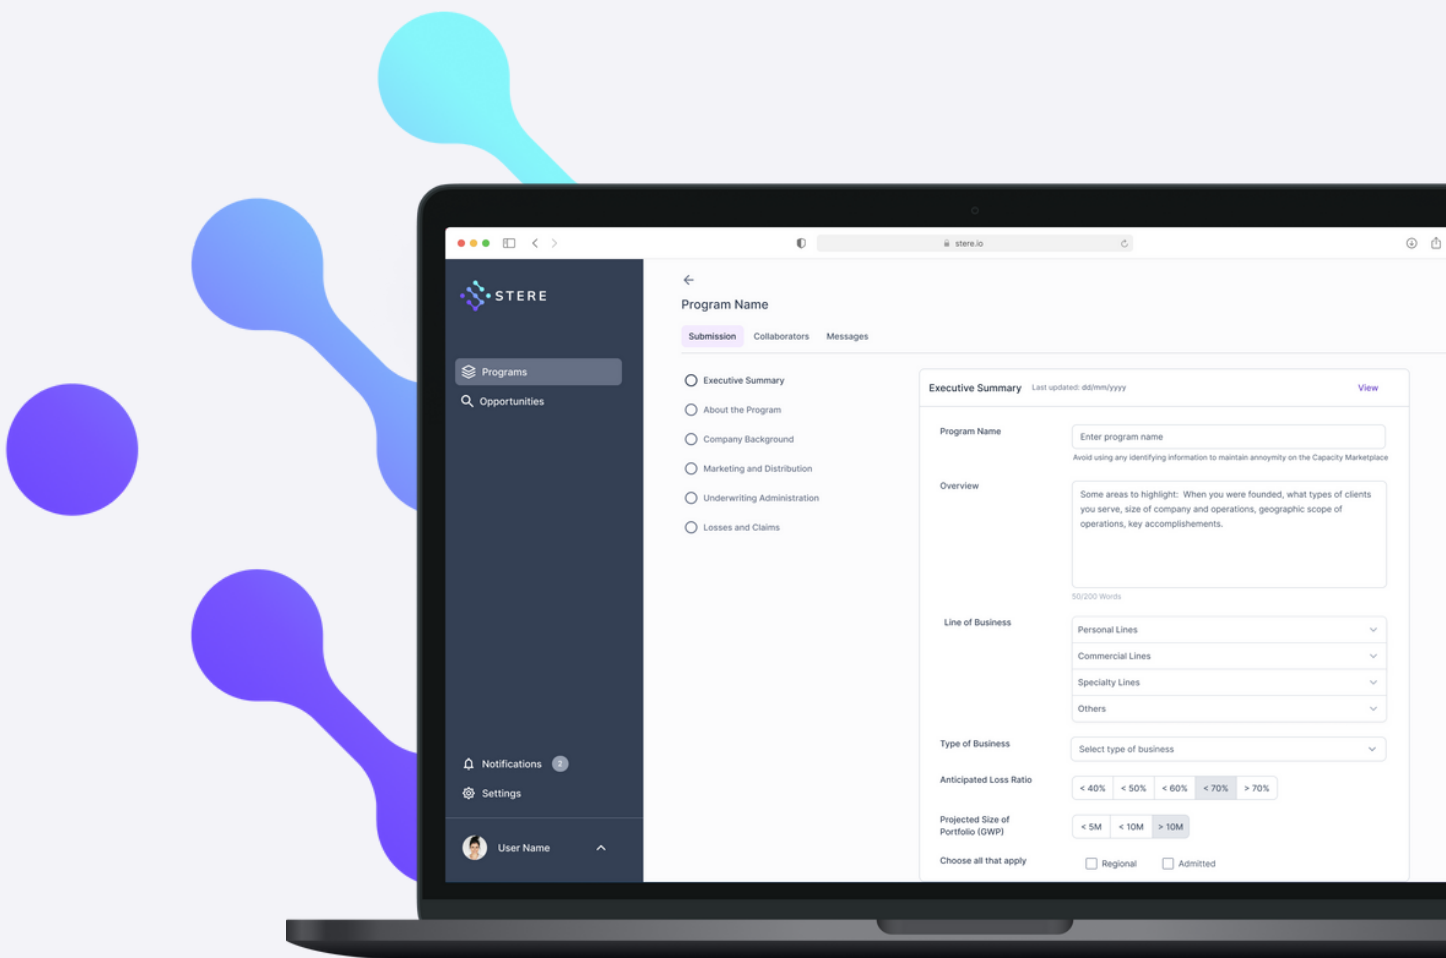 stere.io
STERE
Programs
Opportunities
Notifications 2
Settings
User Name
Program Name
Submission Collaborators Messages
Executive Summary
About the Program
Company Background
Marketing and Distribution
Underwriting Administration
Losses and Claims
Executive Summary Last updated: dd/mm/yyyy View
Program Name
Enter program name
Avoid using any identifying information to maintain annoymity on the Capacity Marketplace
Overview
Some areas to highlight: When you were founded, what types of clients
you serve, size of company and operations, geographic scope of
operations, key accomplishements.
50/200 Words
Line of Business
Personal Lines
Commercial Lines
Specialty Lines
Others
Type of Business
Select type of business
Anticipated Loss Ratio
< 40% < 50% < 60% < 70% > 70%
Projected Size of
Portfolio (GWP)
< 5M < 10M > 10M
Choose all that apply
Regional Admitted